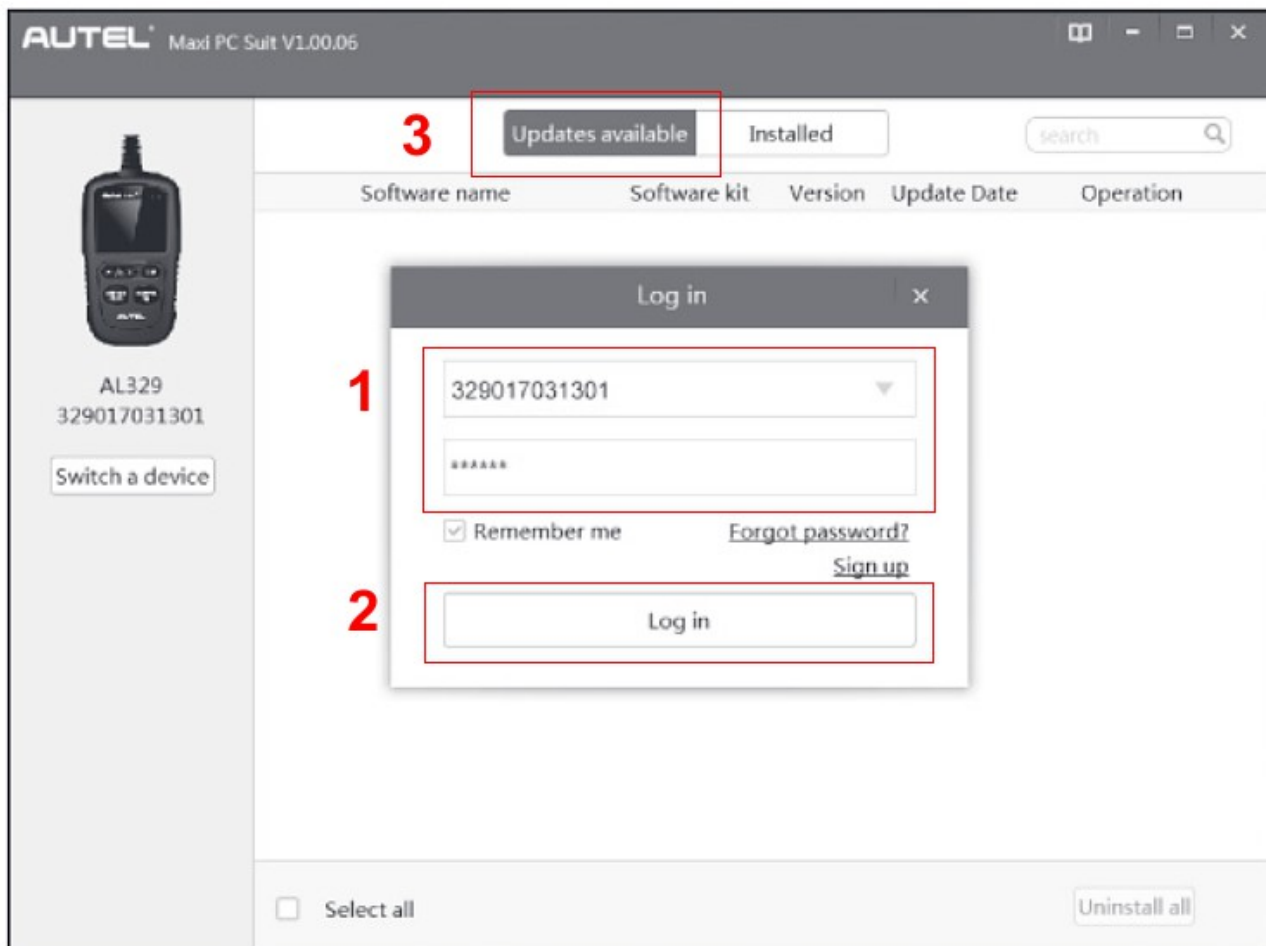 AUTEL Maxi PC Suit V1.00.06
3
Updates available Installed search
Software name Software kit Version Update Date Operation
Log in
1
329017031301
******
Remember me Forgot password?
Sign up
2
Log in
AUTEL
AL329
329017031301
Switch a device
Select all Uninstall all